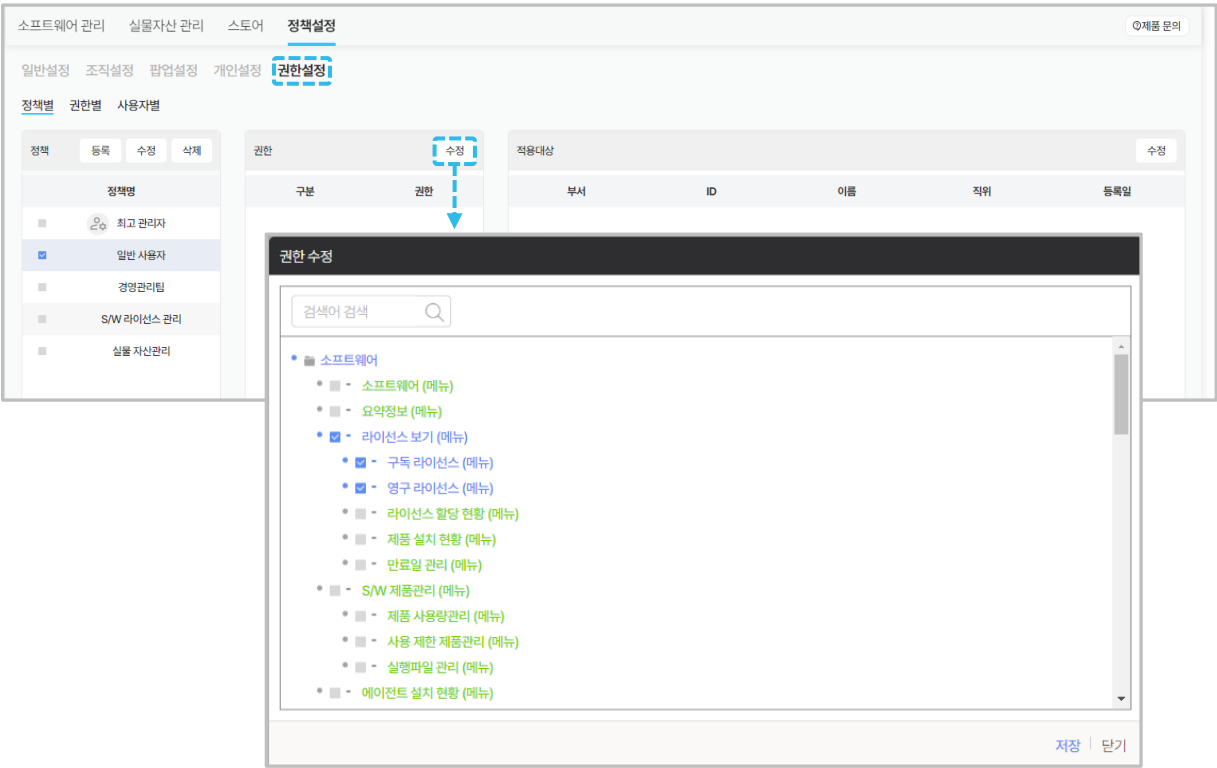 소프트웨어 관리 실물자산 관리 스토어 정책설정 제품 문의
일반설정 조직설정 팝업설정 개인설정 권한설정
정책별 권한별 사용자별
정책 등록 수정 삭제 권한 수정 적용대상 수정
정책명 구분 권한 부서 ID 이름 직위 등록일
최고 관리자
일반 사용자
경영관리팀
S/W 라이선스 관리
실물 자산관리
권한 수정
검색어 검색
소프트웨어
소프트웨어 (메뉴)
요약정보 (메뉴)
라이선스 보기 (메뉴)
구독 라이선스 (메뉴)
영구 라이선스 (메뉴)
라이선스 할당 현황 (메뉴)
제품 설치 현황 (메뉴)
만료일 관리 (메뉴)
S/W 제품관리 (메뉴)
제품 사용량관리 (메뉴)
사용 제한 제품관리 (메뉴)
실행파일 관리 (메뉴)
에이전트 설치 현황 (메뉴)
저장 닫기